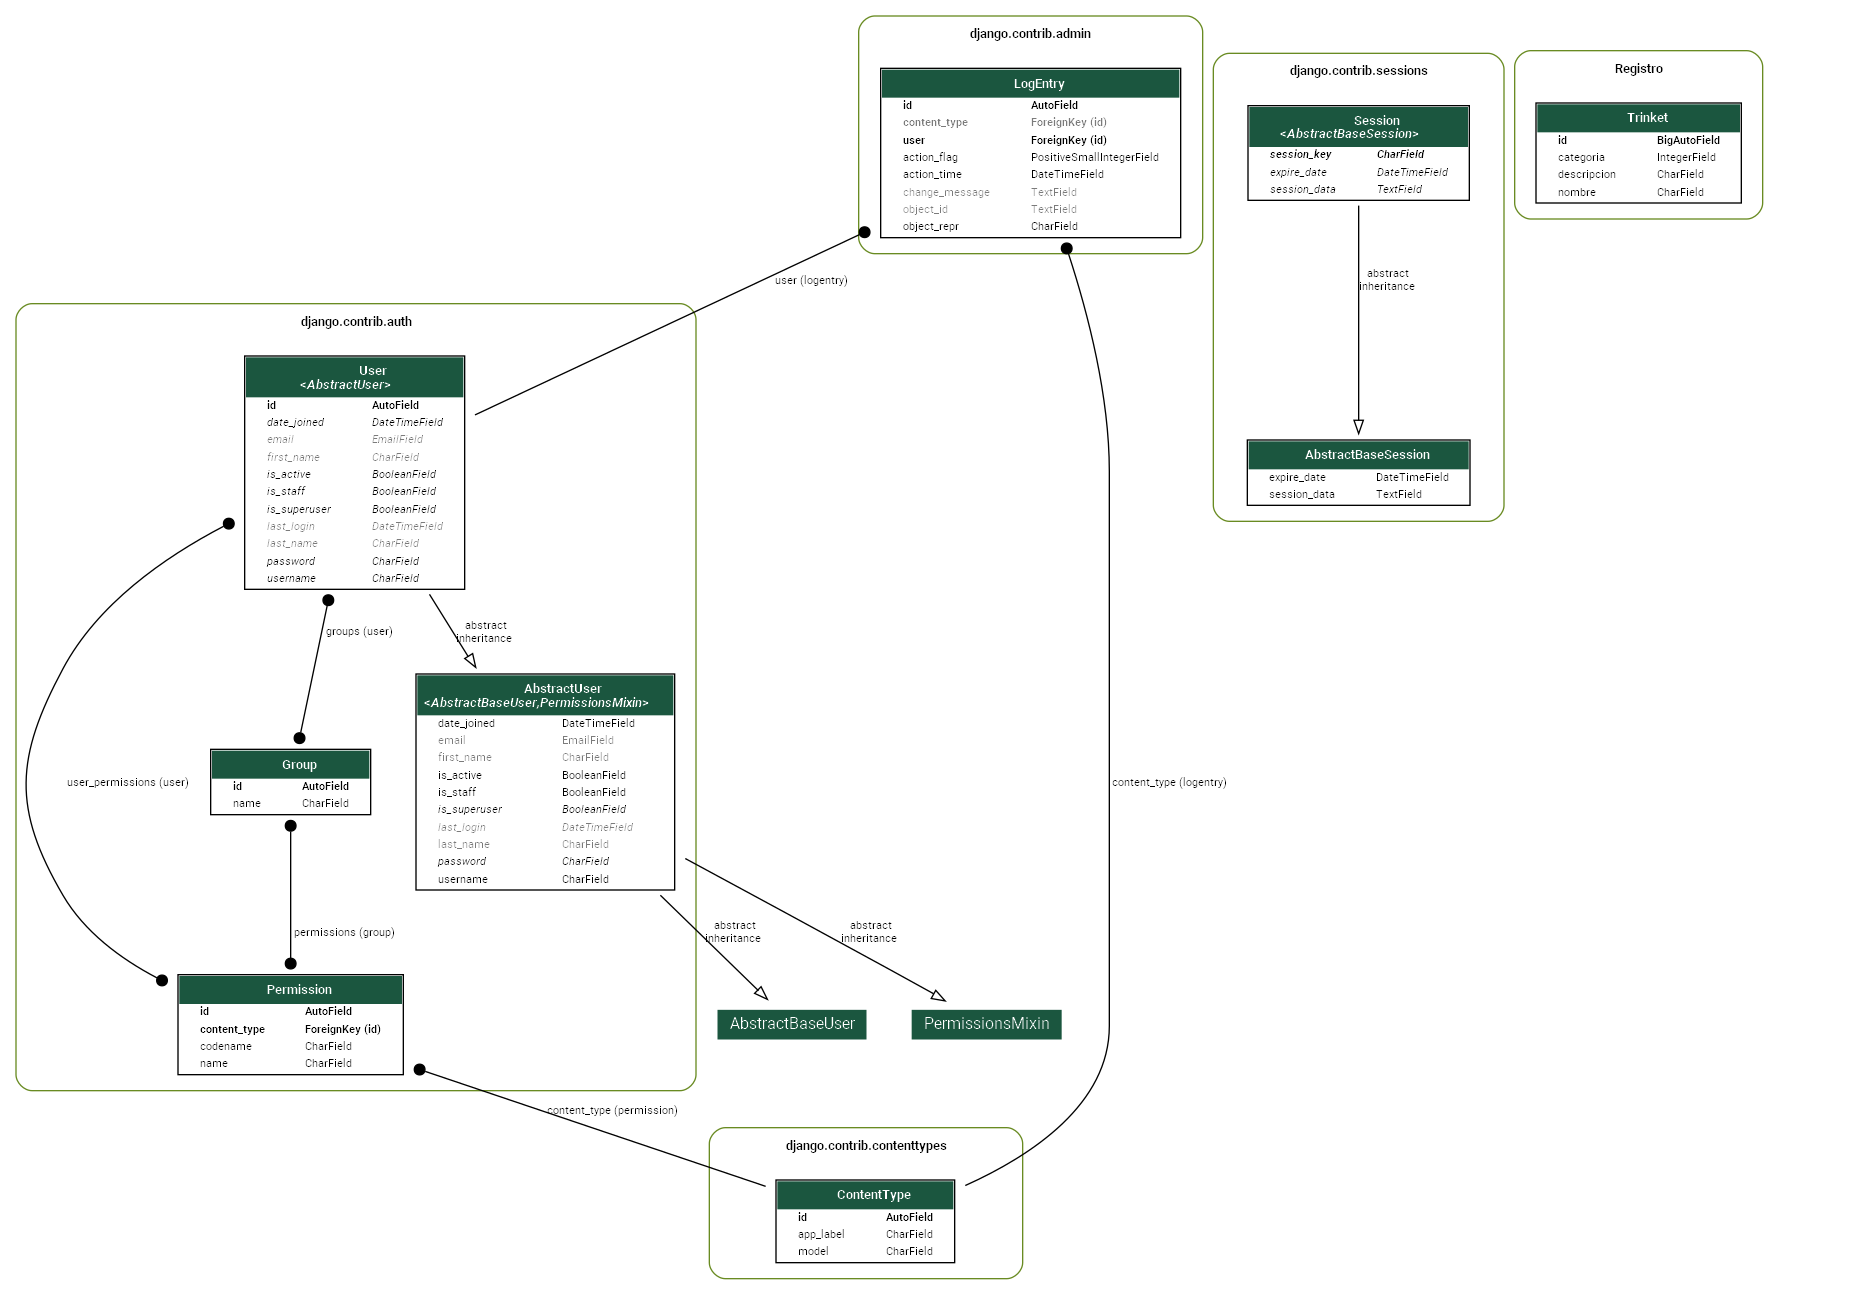 django.contrib.admin
LogEntry
id AutoField
content_type ForeignKey (id)
user ForeignKey (id)
action_flag PositiveSmallIntegerField
action_time DateTimeField
change_message TextField
object_id TextField
object_repr CharField
django.contrib.sessions
Session
<AbstractBaseSession>
session_key CharField
expire_date DateTimeField
session_data TextField
abstract
inheritance
AbstractBaseSession
expire_date DateTimeField
session_data TextField
Registro
Trinket
id BigAutoField
categoria IntegerField
descripcion CharField
nombre CharField
user (logentry)
django.contrib.auth
User
<AbstractUser>
id AutoField
date_joined DateTimeField
email EmailField
first_name CharField
is_active BooleanField
is_staff BooleanField
is_superuser BooleanField
last_login DateTimeField
last_name CharField
password CharField
username CharField
groups (user)
abstract
inheritance
AbstractUser
<AbstractBaseUser,PermissionsMixin>
date_joined DateTimeField
email EmailField
first_name CharField
is_active BooleanField
is_staff BooleanField
is_superuser BooleanField
last_login DateTimeField
last_name CharField
password CharField
username CharField
user_permissions (user)
Group
id AutoField
name CharField
permissions (group)
Permission
id AutoField
content_type ForeignKey (id)
codename CharField
name CharField
abstract
inheritance
abstract
inheritance
AbstractBaseUser
PermissionsMixin
content_type (logentry)
content_type (permission)
django.contrib.contenttypes
ContentType
id AutoField
app_label CharField
model CharField